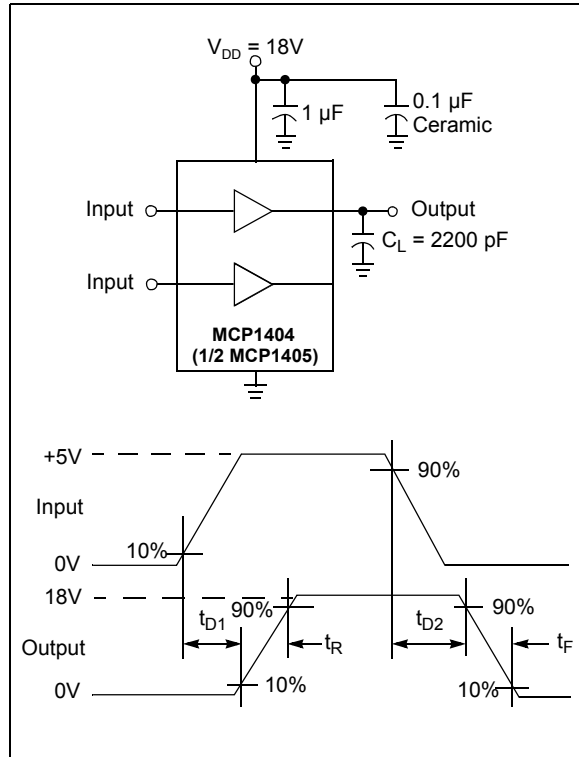 V_DD = 18V
1 µF
0.1 µF
Ceramic
Input
Output
C_L = 2200 pF
Input
MCP1404
(1/2 MCP1405)
+5V
90%
Input
10%
0V
18V
90%
t_D1
t_R
t_D2
90%
t_F
Output
10%
10%
0V